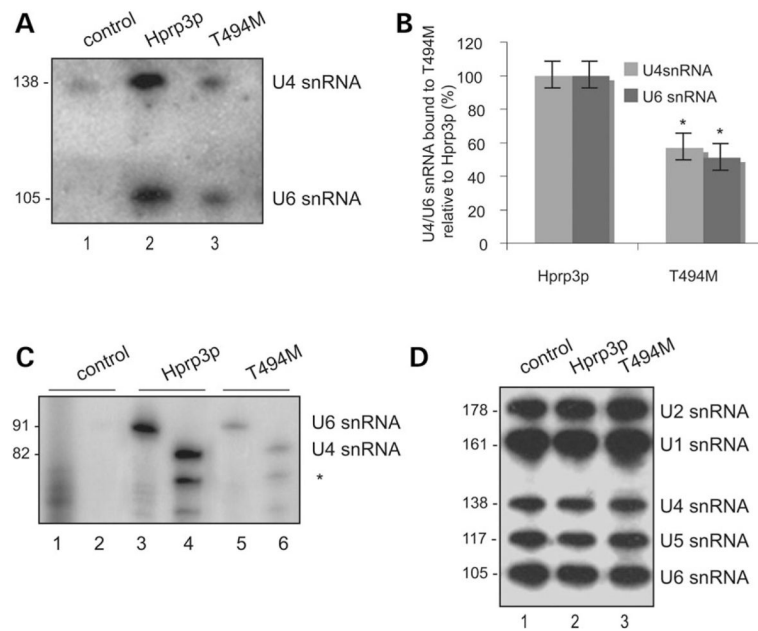 A
control Hprp3p T494M
138 - U4 snRNA
105 - U6 snRNA
1 2 3
B
U4/U6 snRNA bound to T494M
relative to Hprp3p (%)
120
100
80
60
40
20
0
U4snRNA
U6 snRNA
* *
Hprp3p T494M
C
control Hprp3p T494M
91 - U6 snRNA
82 - U4 snRNA
*
1 2 3 4 5 6
D
control Hprp3p T494M
178 - U2 snRNA
161 - U1 snRNA
138 - U4 snRNA
117 - U5 snRNA
105 - U6 snRNA
1 2 3